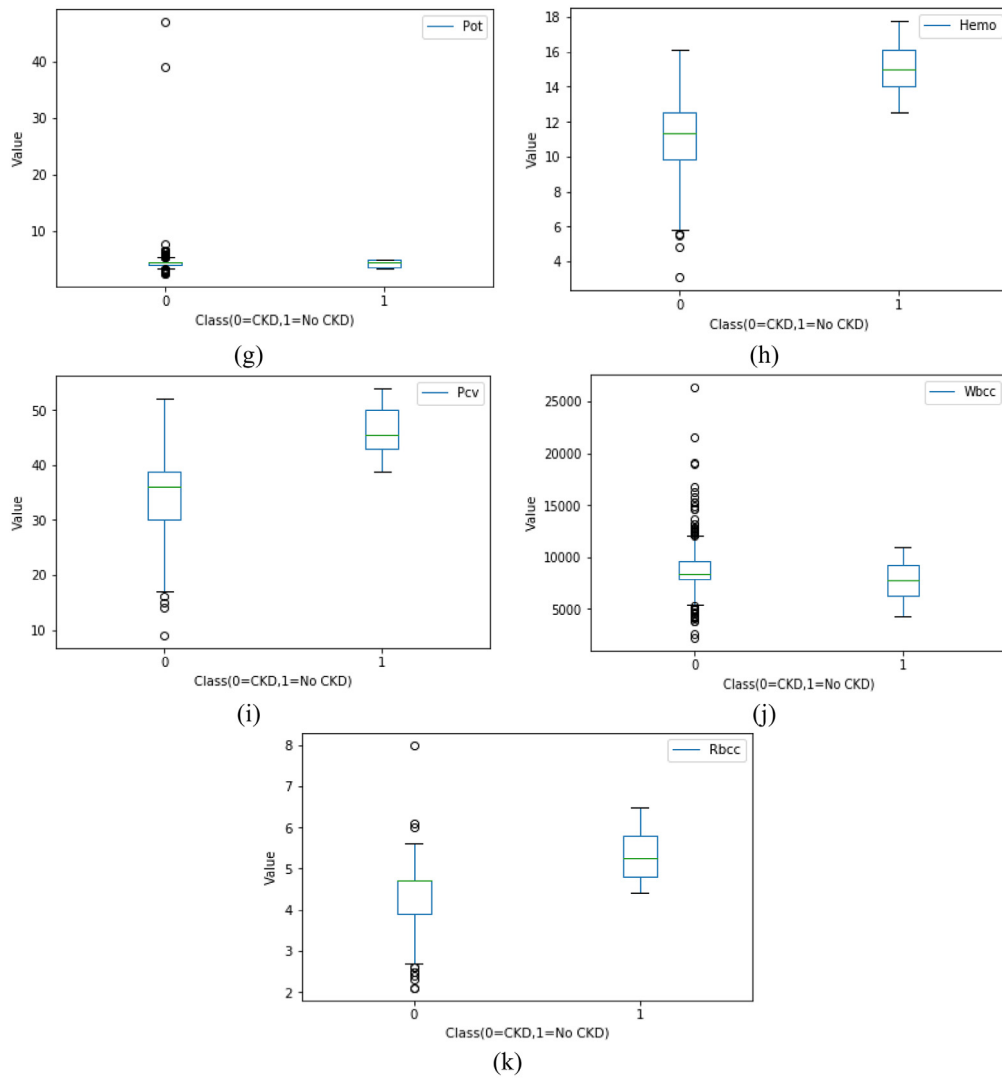 Pot
40
30
20
10
Value
0 1
Class(0=CKD,1=No CKD)
(g)
Hemo
18
16
14
12
10
8
6
4
Value
0 1
Class(0=CKD,1=No CKD)
(h)
Pcv
50
40
30
20
10
Value
0 1
Class(0=CKD,1=No CKD)
(i)
Wbcc
25000
20000
15000
10000
5000
Value
0 1
Class(0=CKD,1=No CKD)
(j)
Rbcc
8
7
6
5
4
3
2
Value
0 1
Class(0=CKD,1=No CKD)
(k)